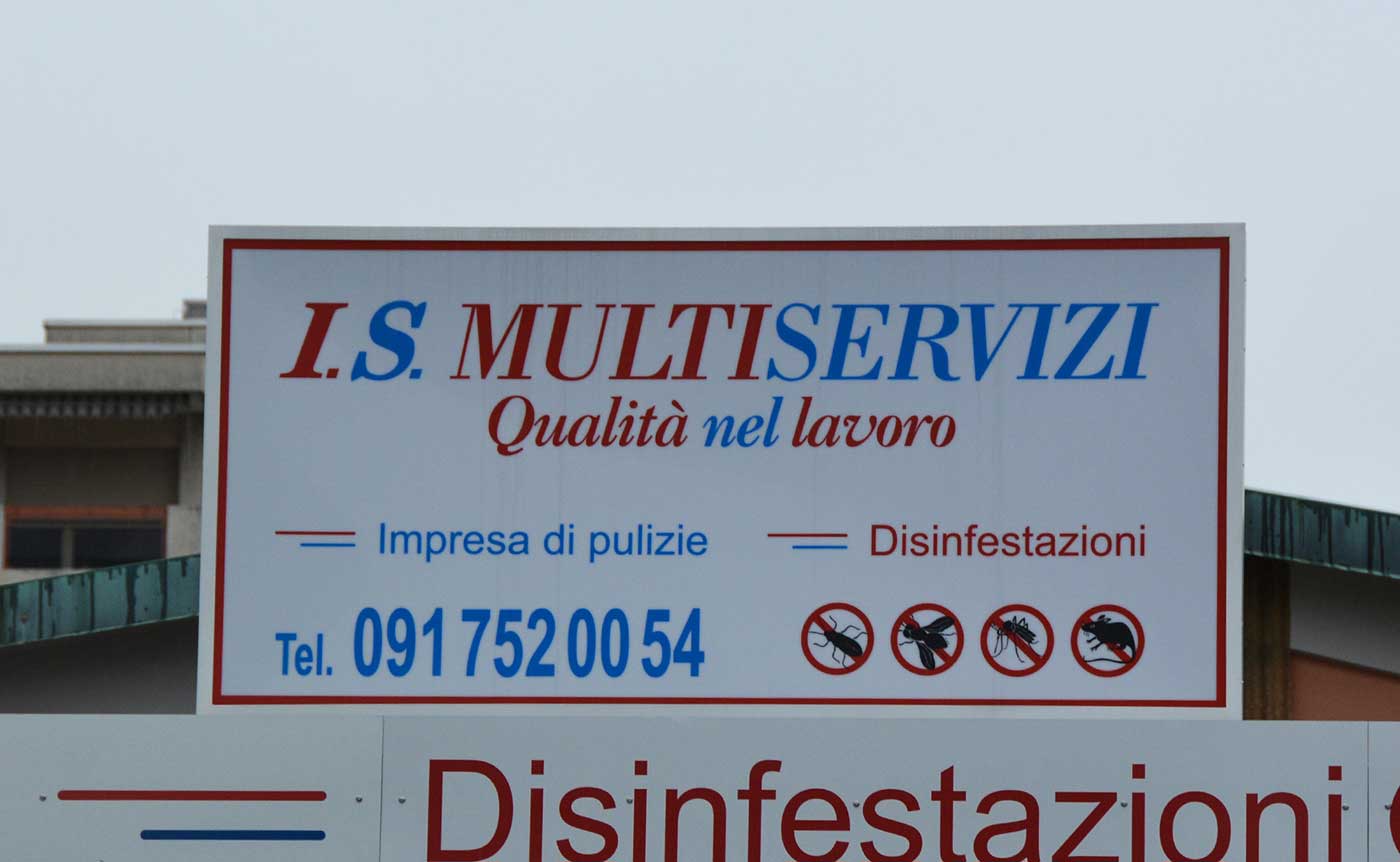 I.S. MULTISERVIZI
Qualità nel lavoro
Impresa di pulizie
Disinfestazioni
Tel. 091 752 00 54
Disinfestazioni